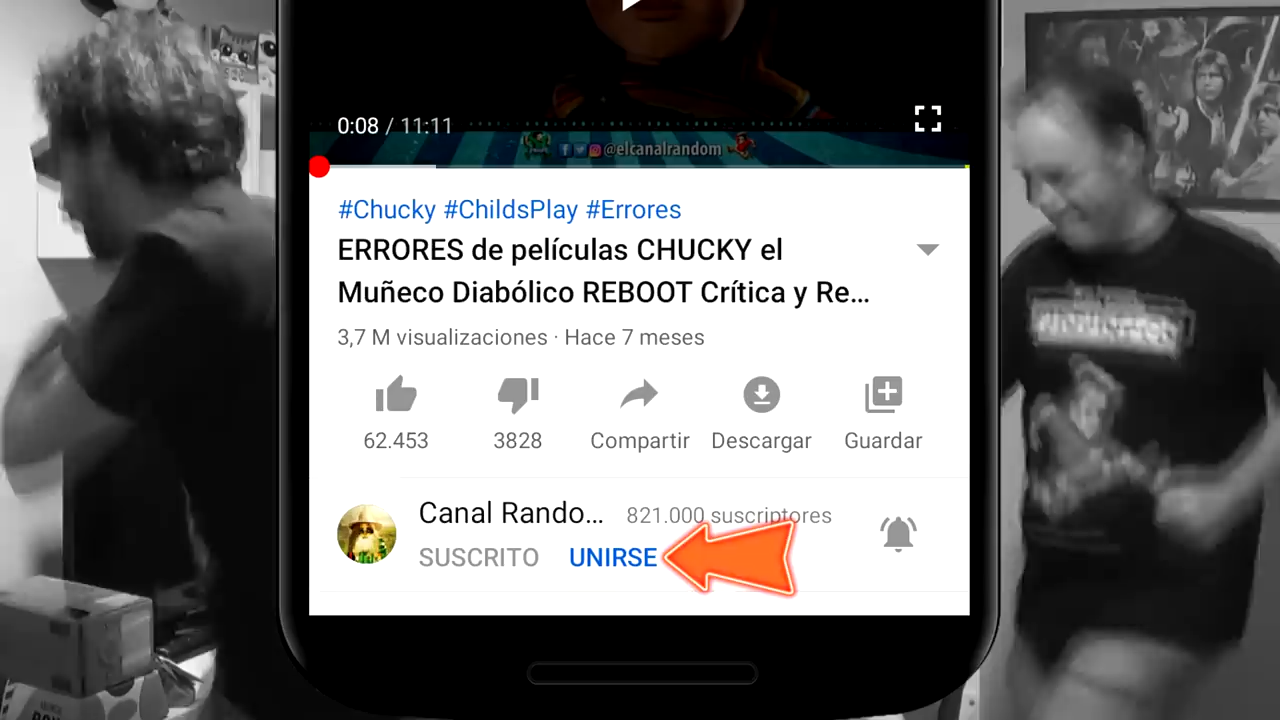 0:08 / 11:11
@elcanalrandom
#Chucky #ChildsPlay #Errores
ERRORES de películas CHUCKY el
Muñeco Diabólico REBOOT Crítica y Re...
3,7 M visualizaciones · Hace 7 meses
62.453
3828
Compartir
Descargar
Guardar
Canal Rando...
821.000 suscriptores
SUSCRITO
UNIRSE